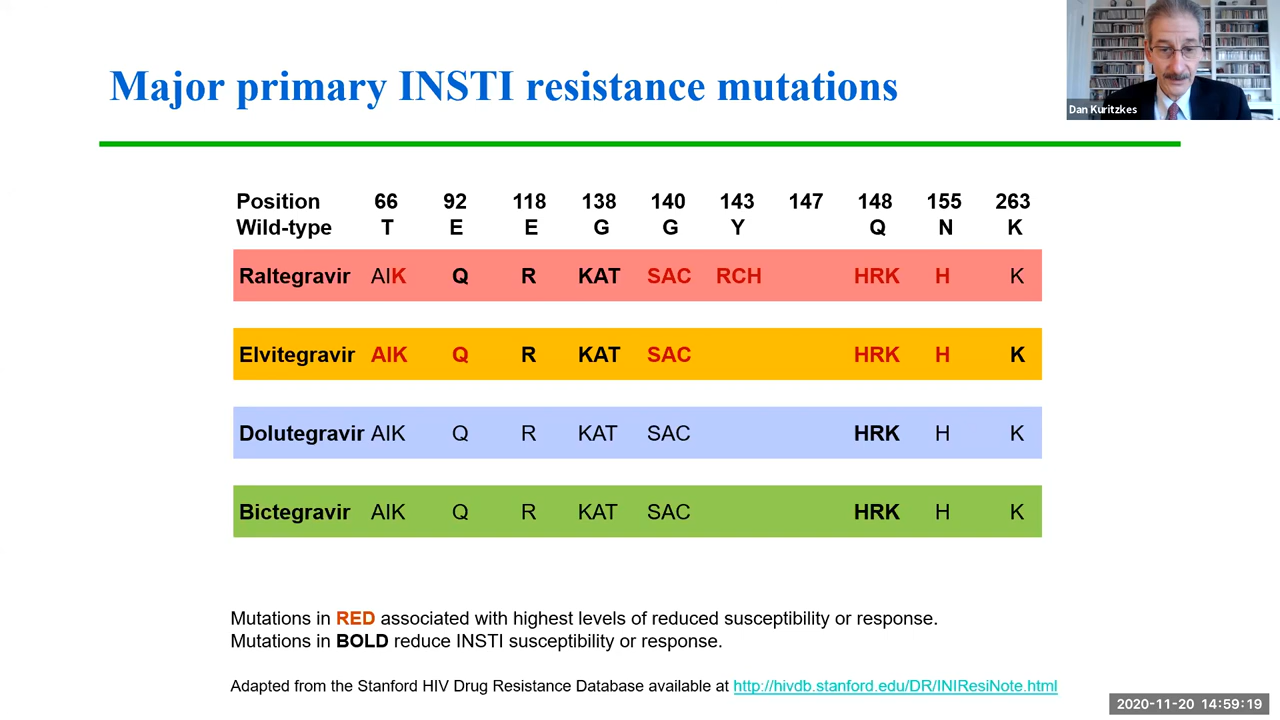 Major primary INSTI resistance mutations
Dan Kuritzkes
Position 66 92 118 138 140 143 147 148 155 263
Wild-type T E E G G Y Q N K
Raltegravir AIK Q R KAT SAC RCH HRK H K
Elvitegravir AIK Q R KAT SAC HRK H K
Dolutegravir AIK Q R KAT SAC HRK H K
Bictegravir AIK Q R KAT SAC HRK H K
Mutations in RED associated with highest levels of reduced susceptibility or response.
Mutations in BOLD reduce INSTI susceptibility or response.
Adapted from the Stanford HIV Drug Resistance Database available at http://hivdb.stanford.edu/DR/INIResiNote.html
2020-11-20 14:59:19